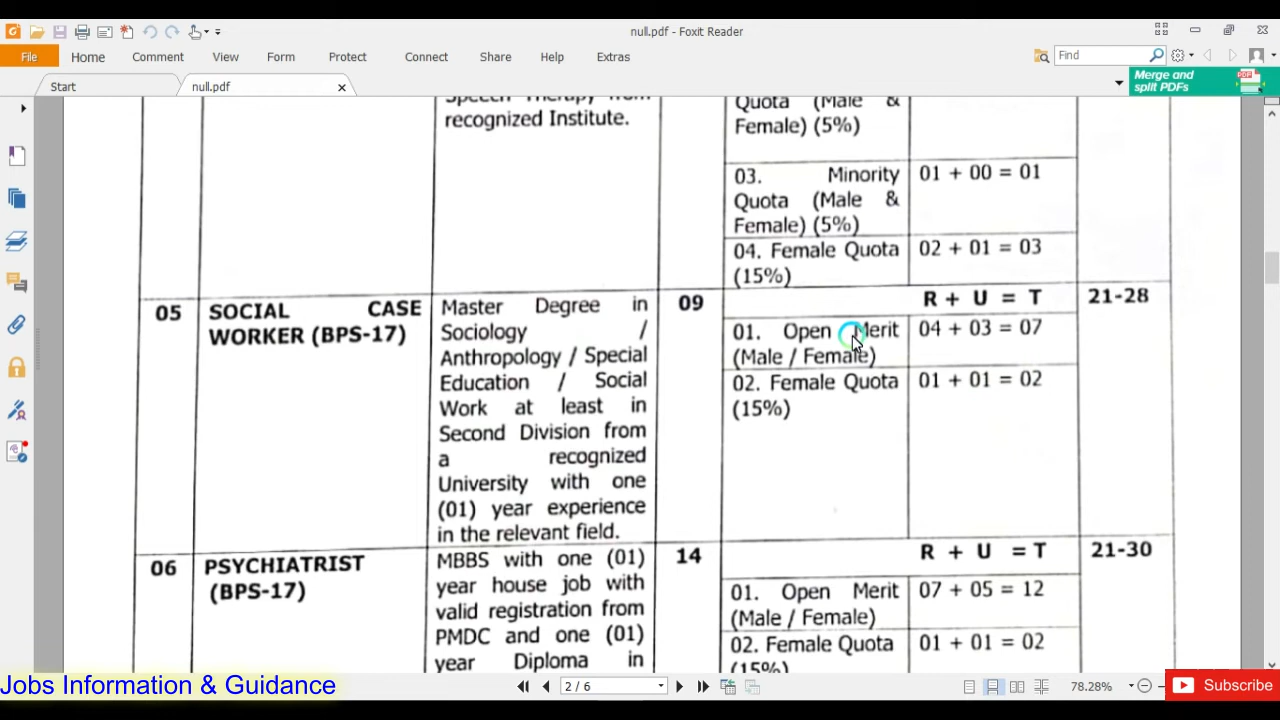 null.pdf - Foxit Reader
File Home Comment View Form Protect Connect Share Help Extras
Find
Start
null.pdf
Merge and
split PDFs
PDF
Speech Therapy from
recognized Institute.
Quota (Male &
Female) (5%)
03. Minority
Quota (Male &
Female) (5%)
01 + 00 = 01
04. Female Quota
(15%)
02 + 01 = 03
05
SOCIAL CASE
WORKER (BPS-17)
Master Degree in
Sociology /
Anthropology / Special
Education / Social
Work at least in
Second Division from
a recognized
University with one
(01) year experience
in the relevant field.
09
R + U = T
01. Open Merit
(Male / Female)
04 + 03 = 07
02. Female Quota
(15%)
01 + 01 = 02
21-28
06
PSYCHIATRIST
(BPS-17)
MBBS with one (01)
year house job with
valid registration from
PMDC and one (01)
year Diploma in
14
R + U = T
01. Open Merit
(Male / Female)
07 + 05 = 12
02. Female Quota
(15%)
01 + 01 = 02
21-30
Jobs Information & Guidance
2 / 6
78.28%
Subscribe